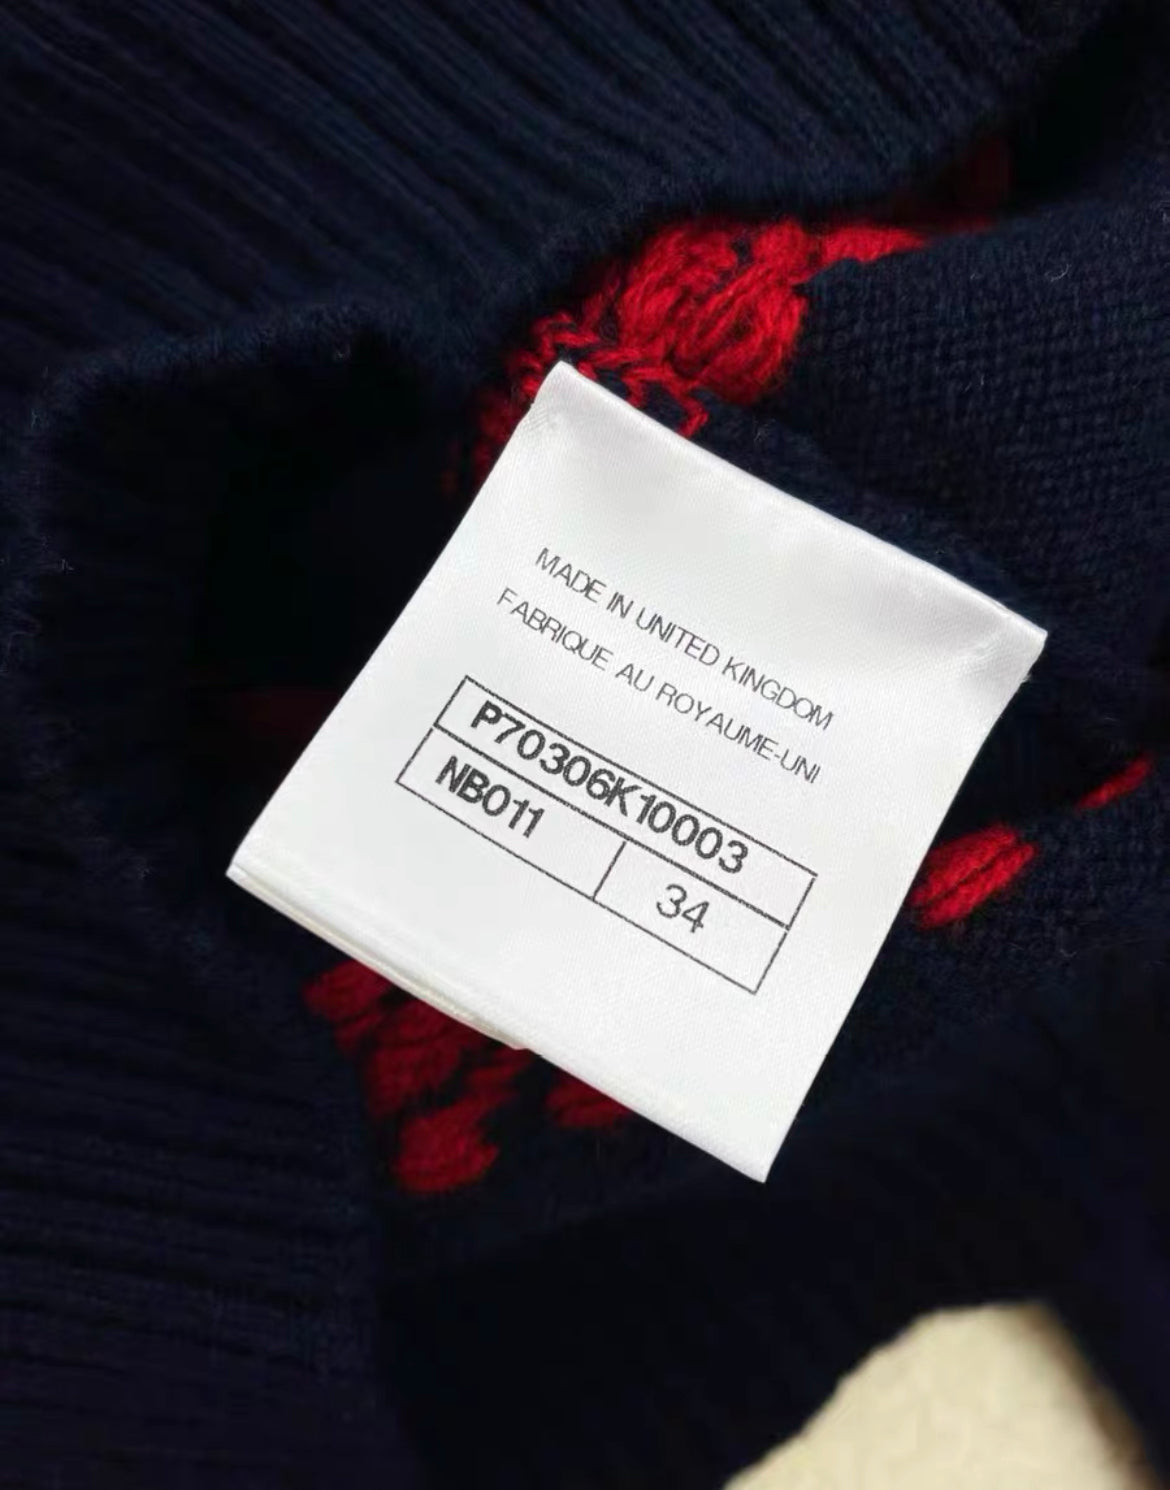 MADE IN UNITED KINGDOM
FABRIQUE AU ROYAUME-UNI
P70306K10003
NB011
34